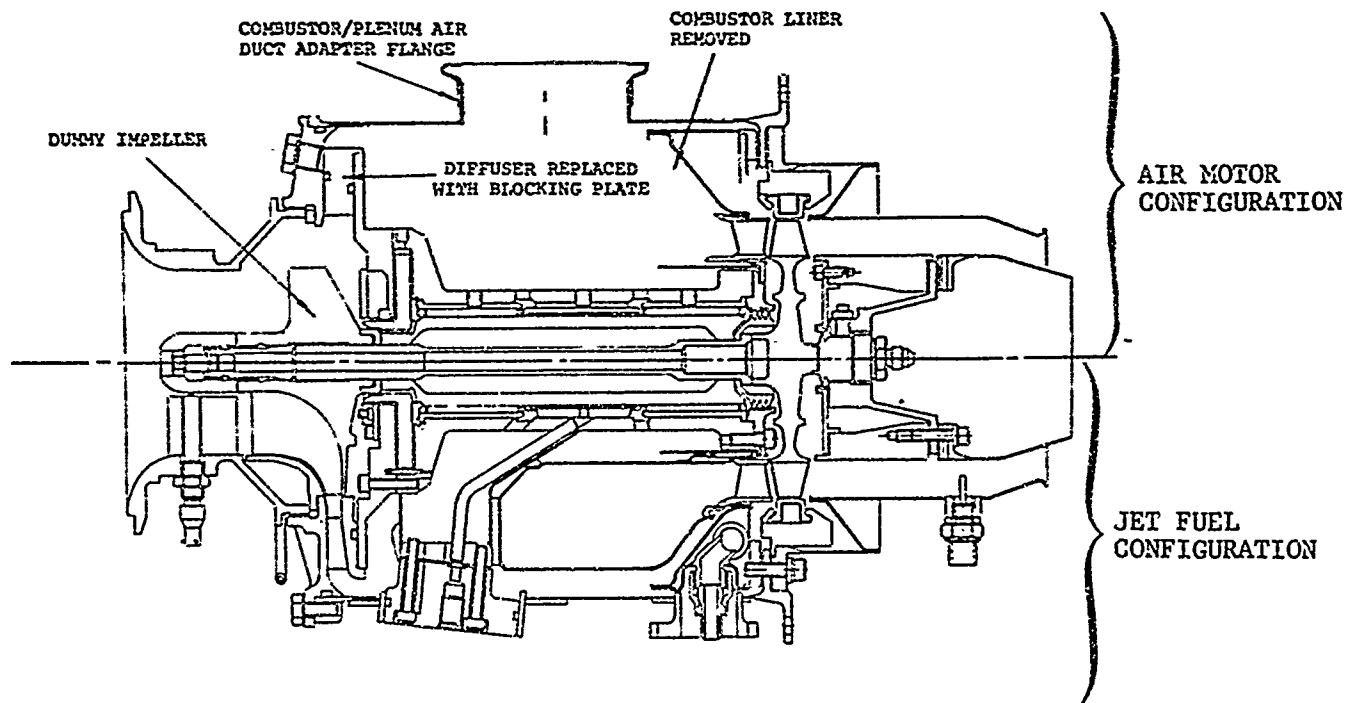 COMBUSTOR/PLENUM AIR
DUCT ADAPTER FLANGE
COMBUSTOR LINER
REMOVED
DUMMY IMPELLER
DIFFUSER REPLACED
WITH BLOCKING PLATE
AIR MOTOR
CONFIGURATION
JET FUEL
CONFIGURATION